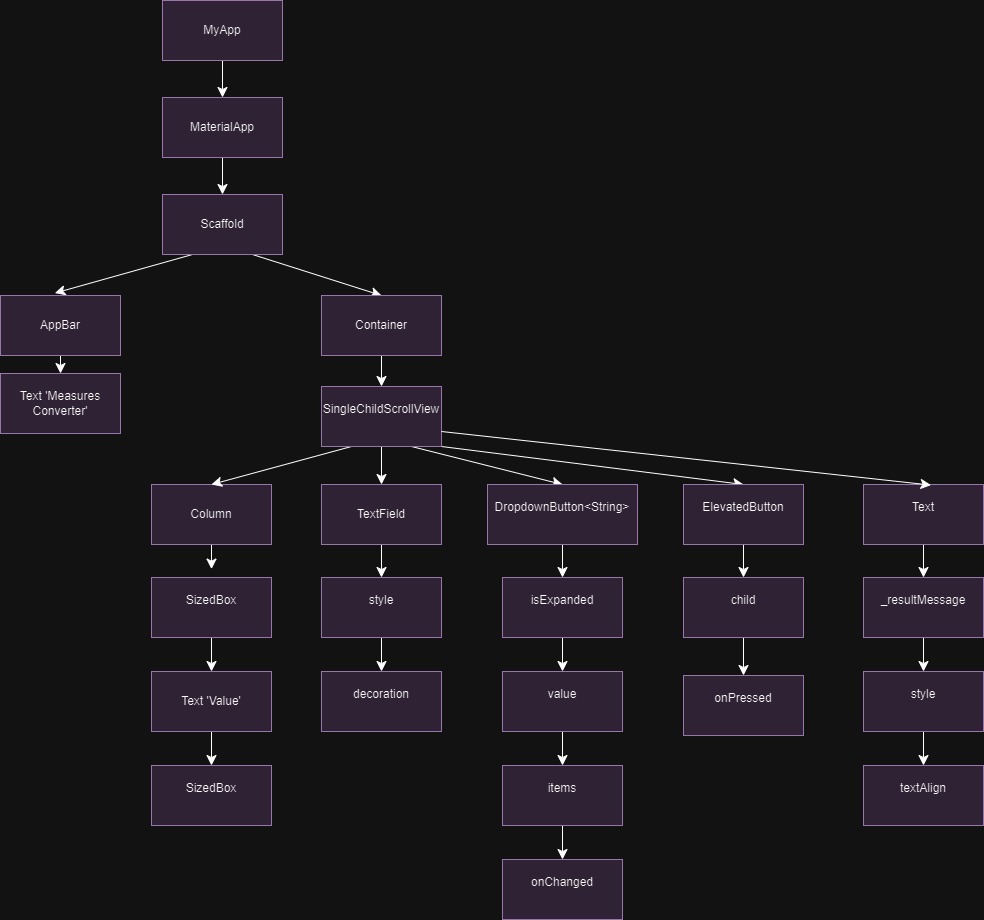 MyApp
MaterialApp
Scaffold
AppBar
Container
Text 'Measures
Converter'
SingleChildScrollView
Column
TextField
DropdownButton<String>
ElevatedButton
Text
SizedBox
style
isExpanded
child
_resultMessage
Text 'Value'
decoration
value
onPressed
style
SizedBox
items
textAlign
onChanged